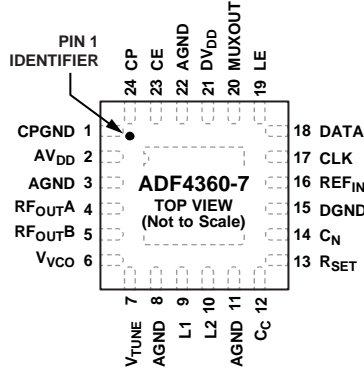 PIN 1
IDENTIFIER
24 CP
23 CE
22 AGND
21 DVDD
20 MUXOUT
19 LE
CPGND 1
AVDD 2
AGND 3
RFOUTA 4
RFOUTB 5
VVCO 6
ADF4360-7
TOP VIEW
(Not to Scale)
18 DATA
17 CLK
16 REFIN
15 DGND
14 CN
13 RSET
VTUNE 7
AGND 8
L1 9
L2 10
AGND 11
CC 12